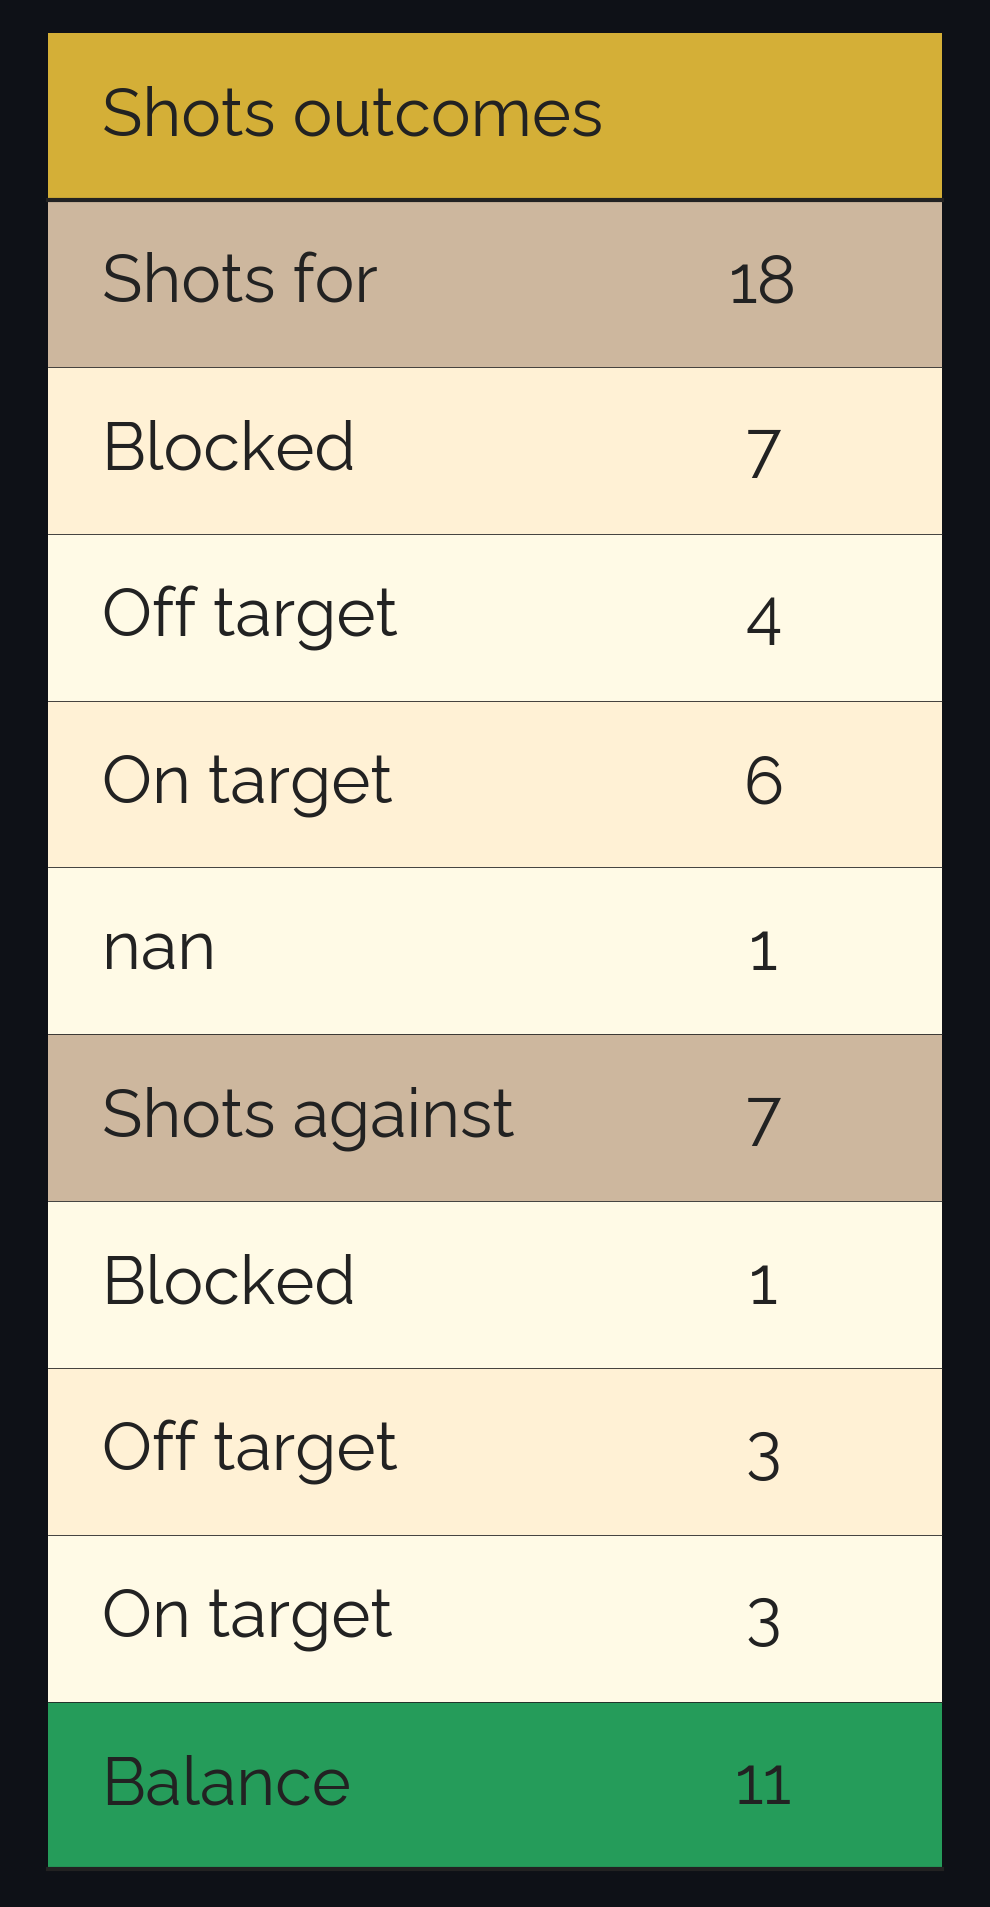 Shots outcomes
Shots for 18
Blocked 7
Off target 4
On target 6
nan 1
Shots against 7
Blocked 1
Off target 3
On target 3
Balance 11